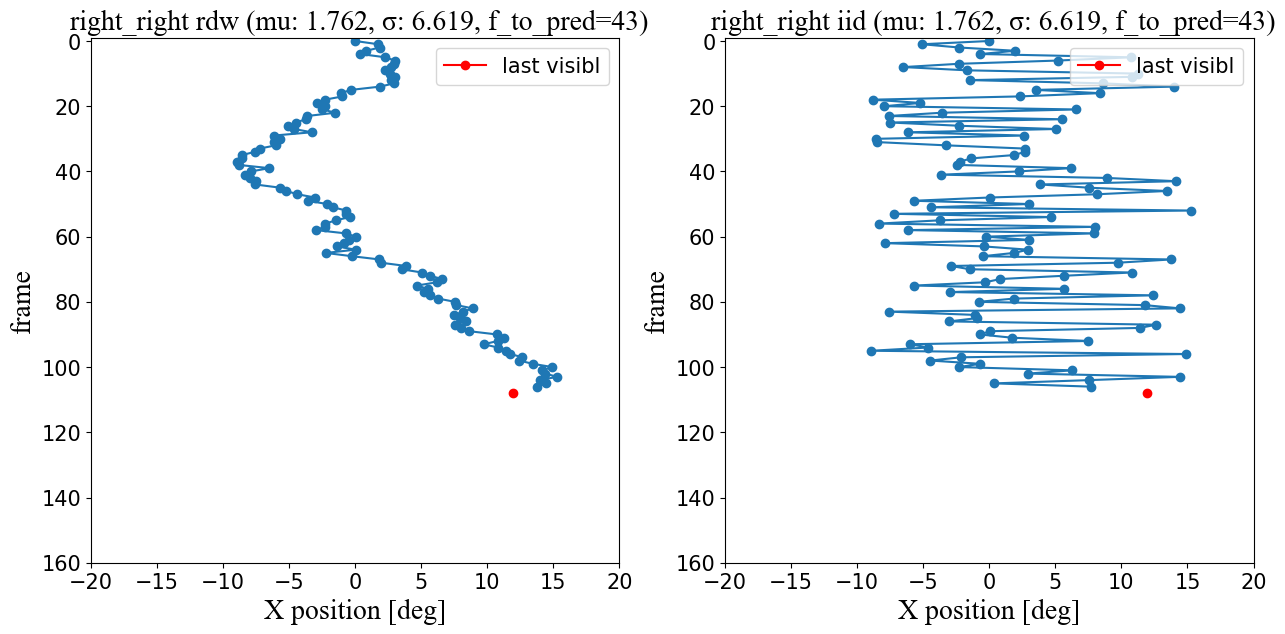 right_right rdw (mu: 1.762, σ: 6.619, f_to_pred=43)
last visibl
0
20
40
60
80
100
120
140
160
frame
−20 −15 −10 −5 0 5 10 15 20
X position [deg]
right_right iid (mu: 1.762, σ: 6.619, f_to_pred=43)
last visibl
0
20
40
60
80
100
120
140
160
frame
−20 −15 −10 −5 0 5 10 15 20
X position [deg]